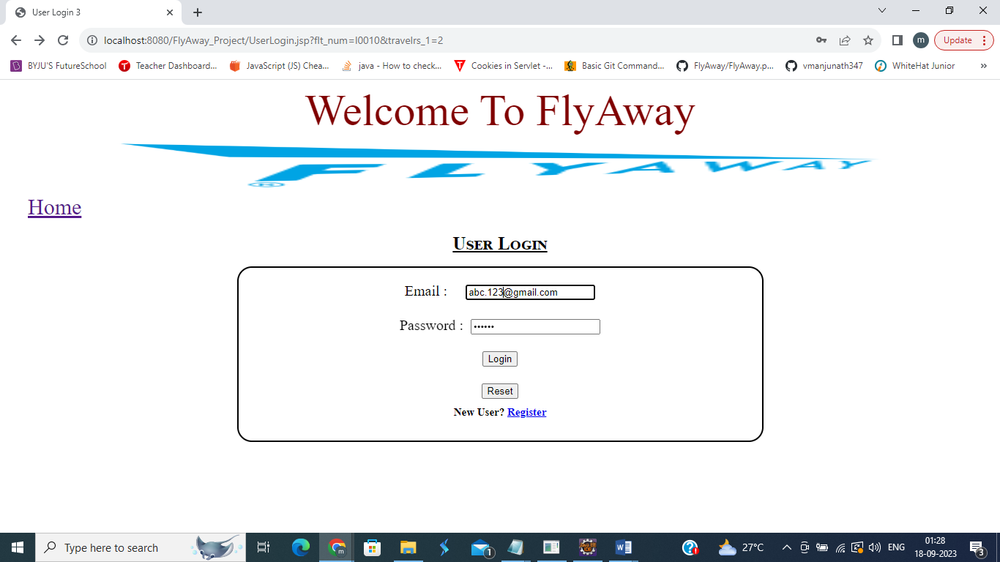 User Login 3
localhost:8080/FlyAway_Project/UserLogin.jsp?flt_num=I0010&travelrs_1=2
m
Update
BYJU'S FutureSchool
Teacher Dashboard...
JavaScript (JS) Chea...
java - How to check...
Cookies in Servlet -...
Basic Git Command...
FlyAway/FlyAway.p...
vmanjunath347
WhiteHat Junior
»
Welcome To FlyAway
FLYAWAY
®
Home
User Login
Email :
abc.123@gmail.com
Password :
••••••
Login
Reset
New User? Register
Type here to search
m
1
W
27°C
ENG
01:28
18-09-2023
3